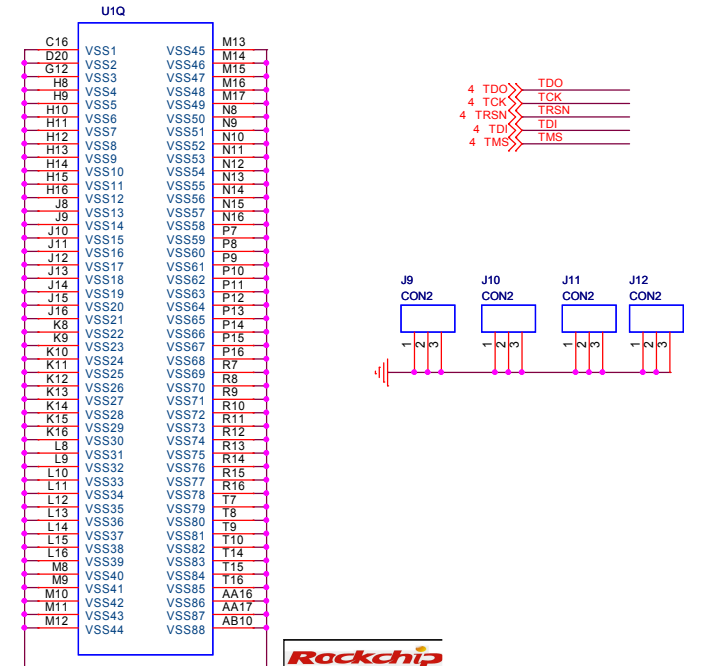 U1Q
C16 VSS1 VSS45 M13
D20 VSS2 VSS46 M14
G12 VSS3 VSS47 M15
H8 VSS4 VSS48 M16
H9 VSS5 VSS49 M17
H10 VSS6 VSS50 N8
H11 VSS7 VSS51 N9
H12 VSS8 VSS52 N10
H13 VSS9 VSS53 N11
H14 VSS10 VSS54 N12
H15 VSS11 VSS55 N13
H16 VSS12 VSS56 N14
J8 VSS13 VSS57 N15
J9 VSS14 VSS58 N16
J10 VSS15 VSS59 P7
J11 VSS16 VSS60 P8
J12 VSS17 VSS61 P9
J13 VSS18 VSS62 P10
J14 VSS19 VSS63 P11
J15 VSS20 VSS64 P12
J16 VSS21 VSS65 P13
K8 VSS22 VSS66 P14
K9 VSS23 VSS67 P15
K10 VSS24 VSS68 P16
K11 VSS25 VSS69 R7
K12 VSS26 VSS70 R8
K13 VSS27 VSS71 R9
K14 VSS28 VSS72 R10
K15 VSS29 VSS73 R11
K16 VSS30 VSS74 R12
L8 VSS31 VSS75 R13
L9 VSS32 VSS76 R14
L10 VSS33 VSS77 R15
L11 VSS34 VSS78 R16
L12 VSS35 VSS79 T7
L13 VSS36 VSS80 T8
L14 VSS37 VSS81 T9
L15 VSS38 VSS82 T10
L16 VSS39 VSS83 T14
M8 VSS40 VSS84 T15
M9 VSS41 VSS85 T16
M10 VSS42 VSS86 AA16
M11 VSS43 VSS87 AA17
M12 VSS44 VSS88 AB10
4 TDO TDO
4 TCK TCK
4 TRSN TRSN
4 TDI TDI
4 TMS TMS
J9 J10 J11 J12
CON2 CON2 CON2 CON2
1 2 3 1 2 3 1 2 3 1 2 3
Rockchip